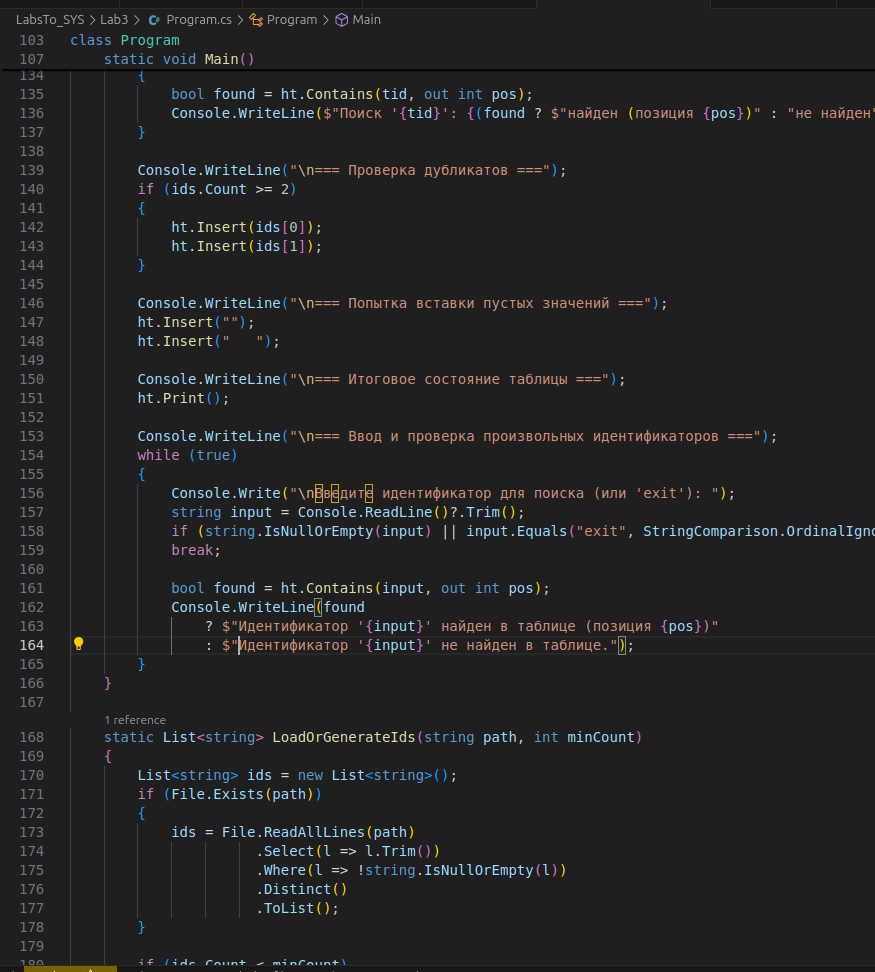 LabsTo_SYS > Lab3 > Program.cs > Program > Main
103 class Program
107 static void Main()
134 {
135 bool found = ht.Contains(tid, out int pos);
136 Console.WriteLine($"Поиск '{tid}': {(found ? $"найден (позиция {pos})" : "не найден"
137 }
138
139 Console.WriteLine("\n=== Проверка дубликатов ===");
140 if (ids.Count >= 2)
141 {
142 ht.Insert(ids[0]);
143 ht.Insert(ids[1]);
144 }
145
146 Console.WriteLine("\n=== Попытка вставки пустых значений ===");
147 ht.Insert("");
148 ht.Insert("   ");
149
150 Console.WriteLine("\n=== Итоговое состояние таблицы ===");
151 ht.Print();
152
153 Console.WriteLine("\n=== Ввод и проверка произвольных идентификаторов ===");
154 while (true)
155 {
156 Console.Write("\nВведите идентификатор для поиска (или 'exit'): ");
157 string input = Console.ReadLine()?.Trim();
158 if (string.IsNullOrEmpty(input) || input.Equals("exit", StringComparison.OrdinalIgno
159 break;
160
161 bool found = ht.Contains(input, out int pos);
162 Console.WriteLine(found
163 ? $"Идентификатор '{input}' найден в таблице (позиция {pos})"
164 : $"Идентификатор '{input}' не найден в таблице.");
165 }
166 }
167
1 reference
168 static List<string> LoadOrGenerateIds(string path, int minCount)
169 {
170 List<string> ids = new List<string>();
171 if (File.Exists(path))
172 {
173 ids = File.ReadAllLines(path)
174 .Select(l => l.Trim())
175 .Where(l => !string.IsNullOrEmpty(l))
176 .Distinct()
177 .ToList();
178 }
179
180 if (ids.Count < minCount)